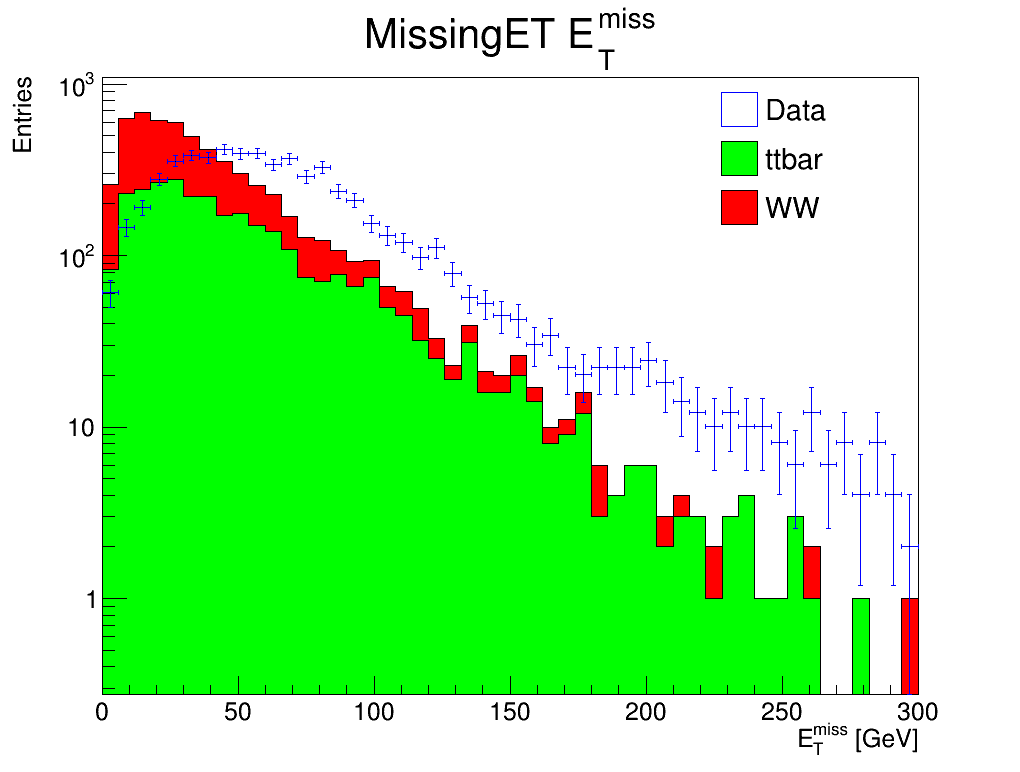 MissingET E_T^miss
Entries
10^3
10^2
10
1
Data
ttbar
WW
0 50 100 150 200 250 300
E_T^miss [GeV]